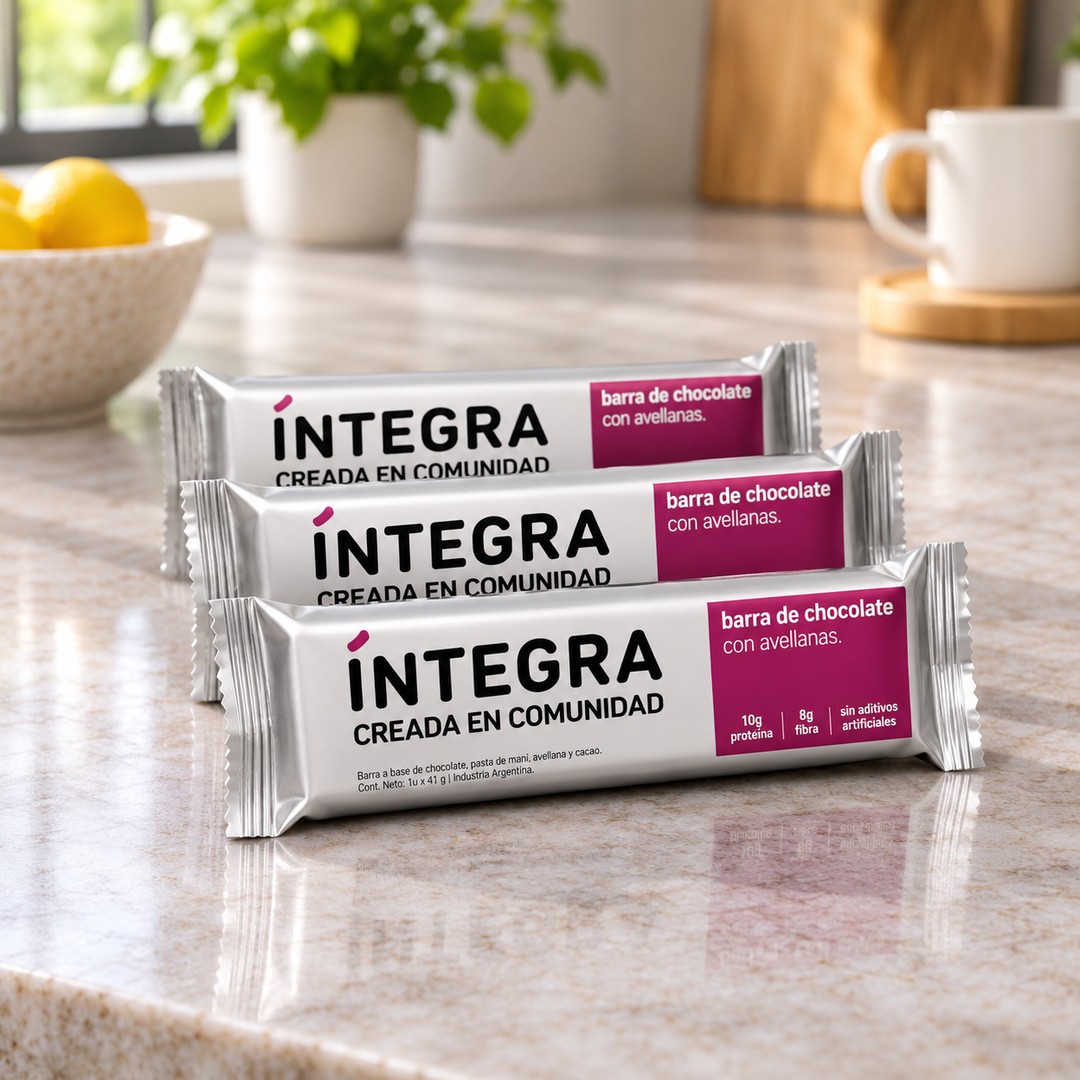 ÍNTEGRA
CREADA EN COMUNIDAD
barra de chocolate
con avellanas.
ÍNTEGRA
CREADA EN COMUNIDAD
barra de chocolate
con avellanas.
ÍNTEGRA
CREADA EN COMUNIDAD
Barra a base de chocolate, pasta de maní, avellana y cacao.
Cont. Neto: 1u x 41 g | Industria Argentina.
barra de chocolate
con avellanas.
10g
proteína
8g
fibra
sin aditivos
artificiales